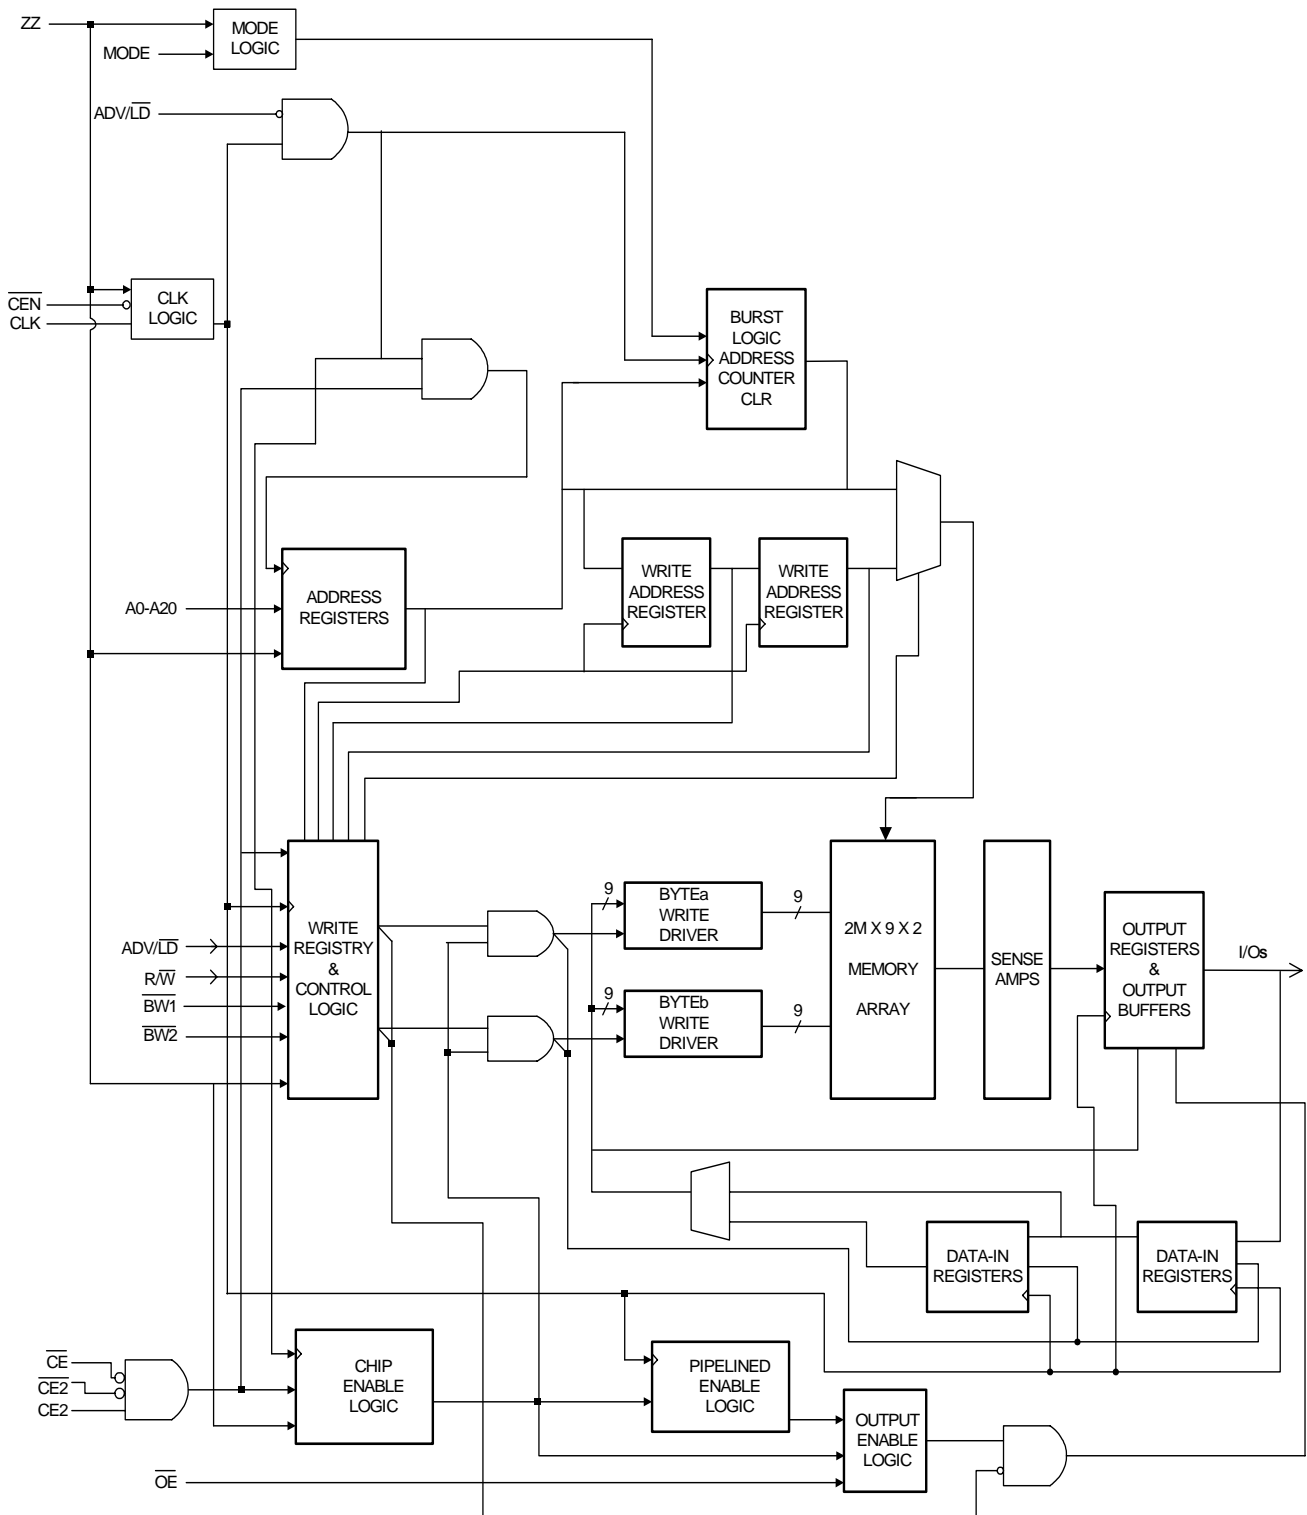 ZZ
MODE
LOGIC
MODE
ADV/LD
CLK
LOGIC
CEN
CLK
BURST
LOGIC
ADDRESS
COUNTER
CLR
WRITE
ADDRESS
REGISTER
WRITE
ADDRESS
REGISTER
ADDRESS
REGISTERS
A0-A20
9
BYTEa
WRITE
DRIVER
9
2M X 9 X 2
MEMORY
ARRAY
SENSE
AMPS
OUTPUT
REGISTERS
&
OUTPUT
BUFFERS
I/Os
WRITE
REGISTRY
&
CONTROL
LOGIC
ADV/LD
R/W
BW1
BW2
9
BYTEb
WRITE
DRIVER
9
DATA-IN
REGISTERS
DATA-IN
REGISTERS
CE
CE2
CE2
CHIP
ENABLE
LOGIC
PIPELINED
ENABLE
LOGIC
OUTPUT
ENABLE
LOGIC
OE